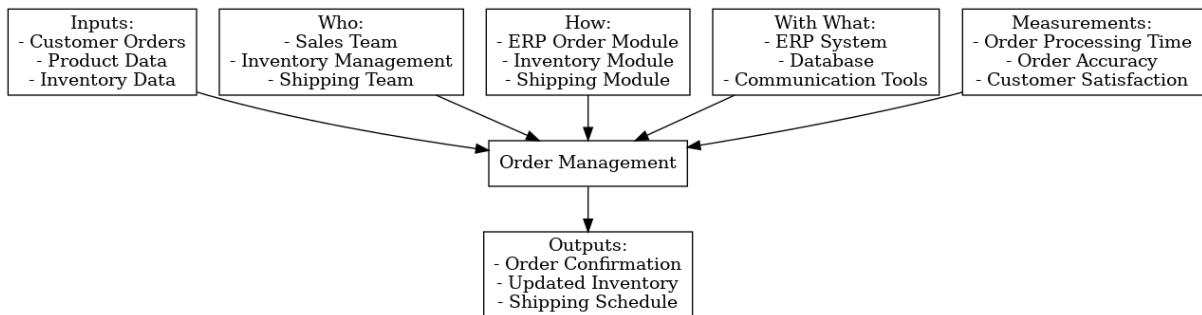 Inputs:
- Customer Orders
- Product Data
- Inventory Data
Who:
- Sales Team
- Inventory Management
- Shipping Team
How:
- ERP Order Module
- Inventory Module
- Shipping Module
With What:
- ERP System
- Database
- Communication Tools
Measurements:
- Order Processing Time
- Order Accuracy
- Customer Satisfaction
Order Management
Outputs:
- Order Confirmation
- Updated Inventory
- Shipping Schedule